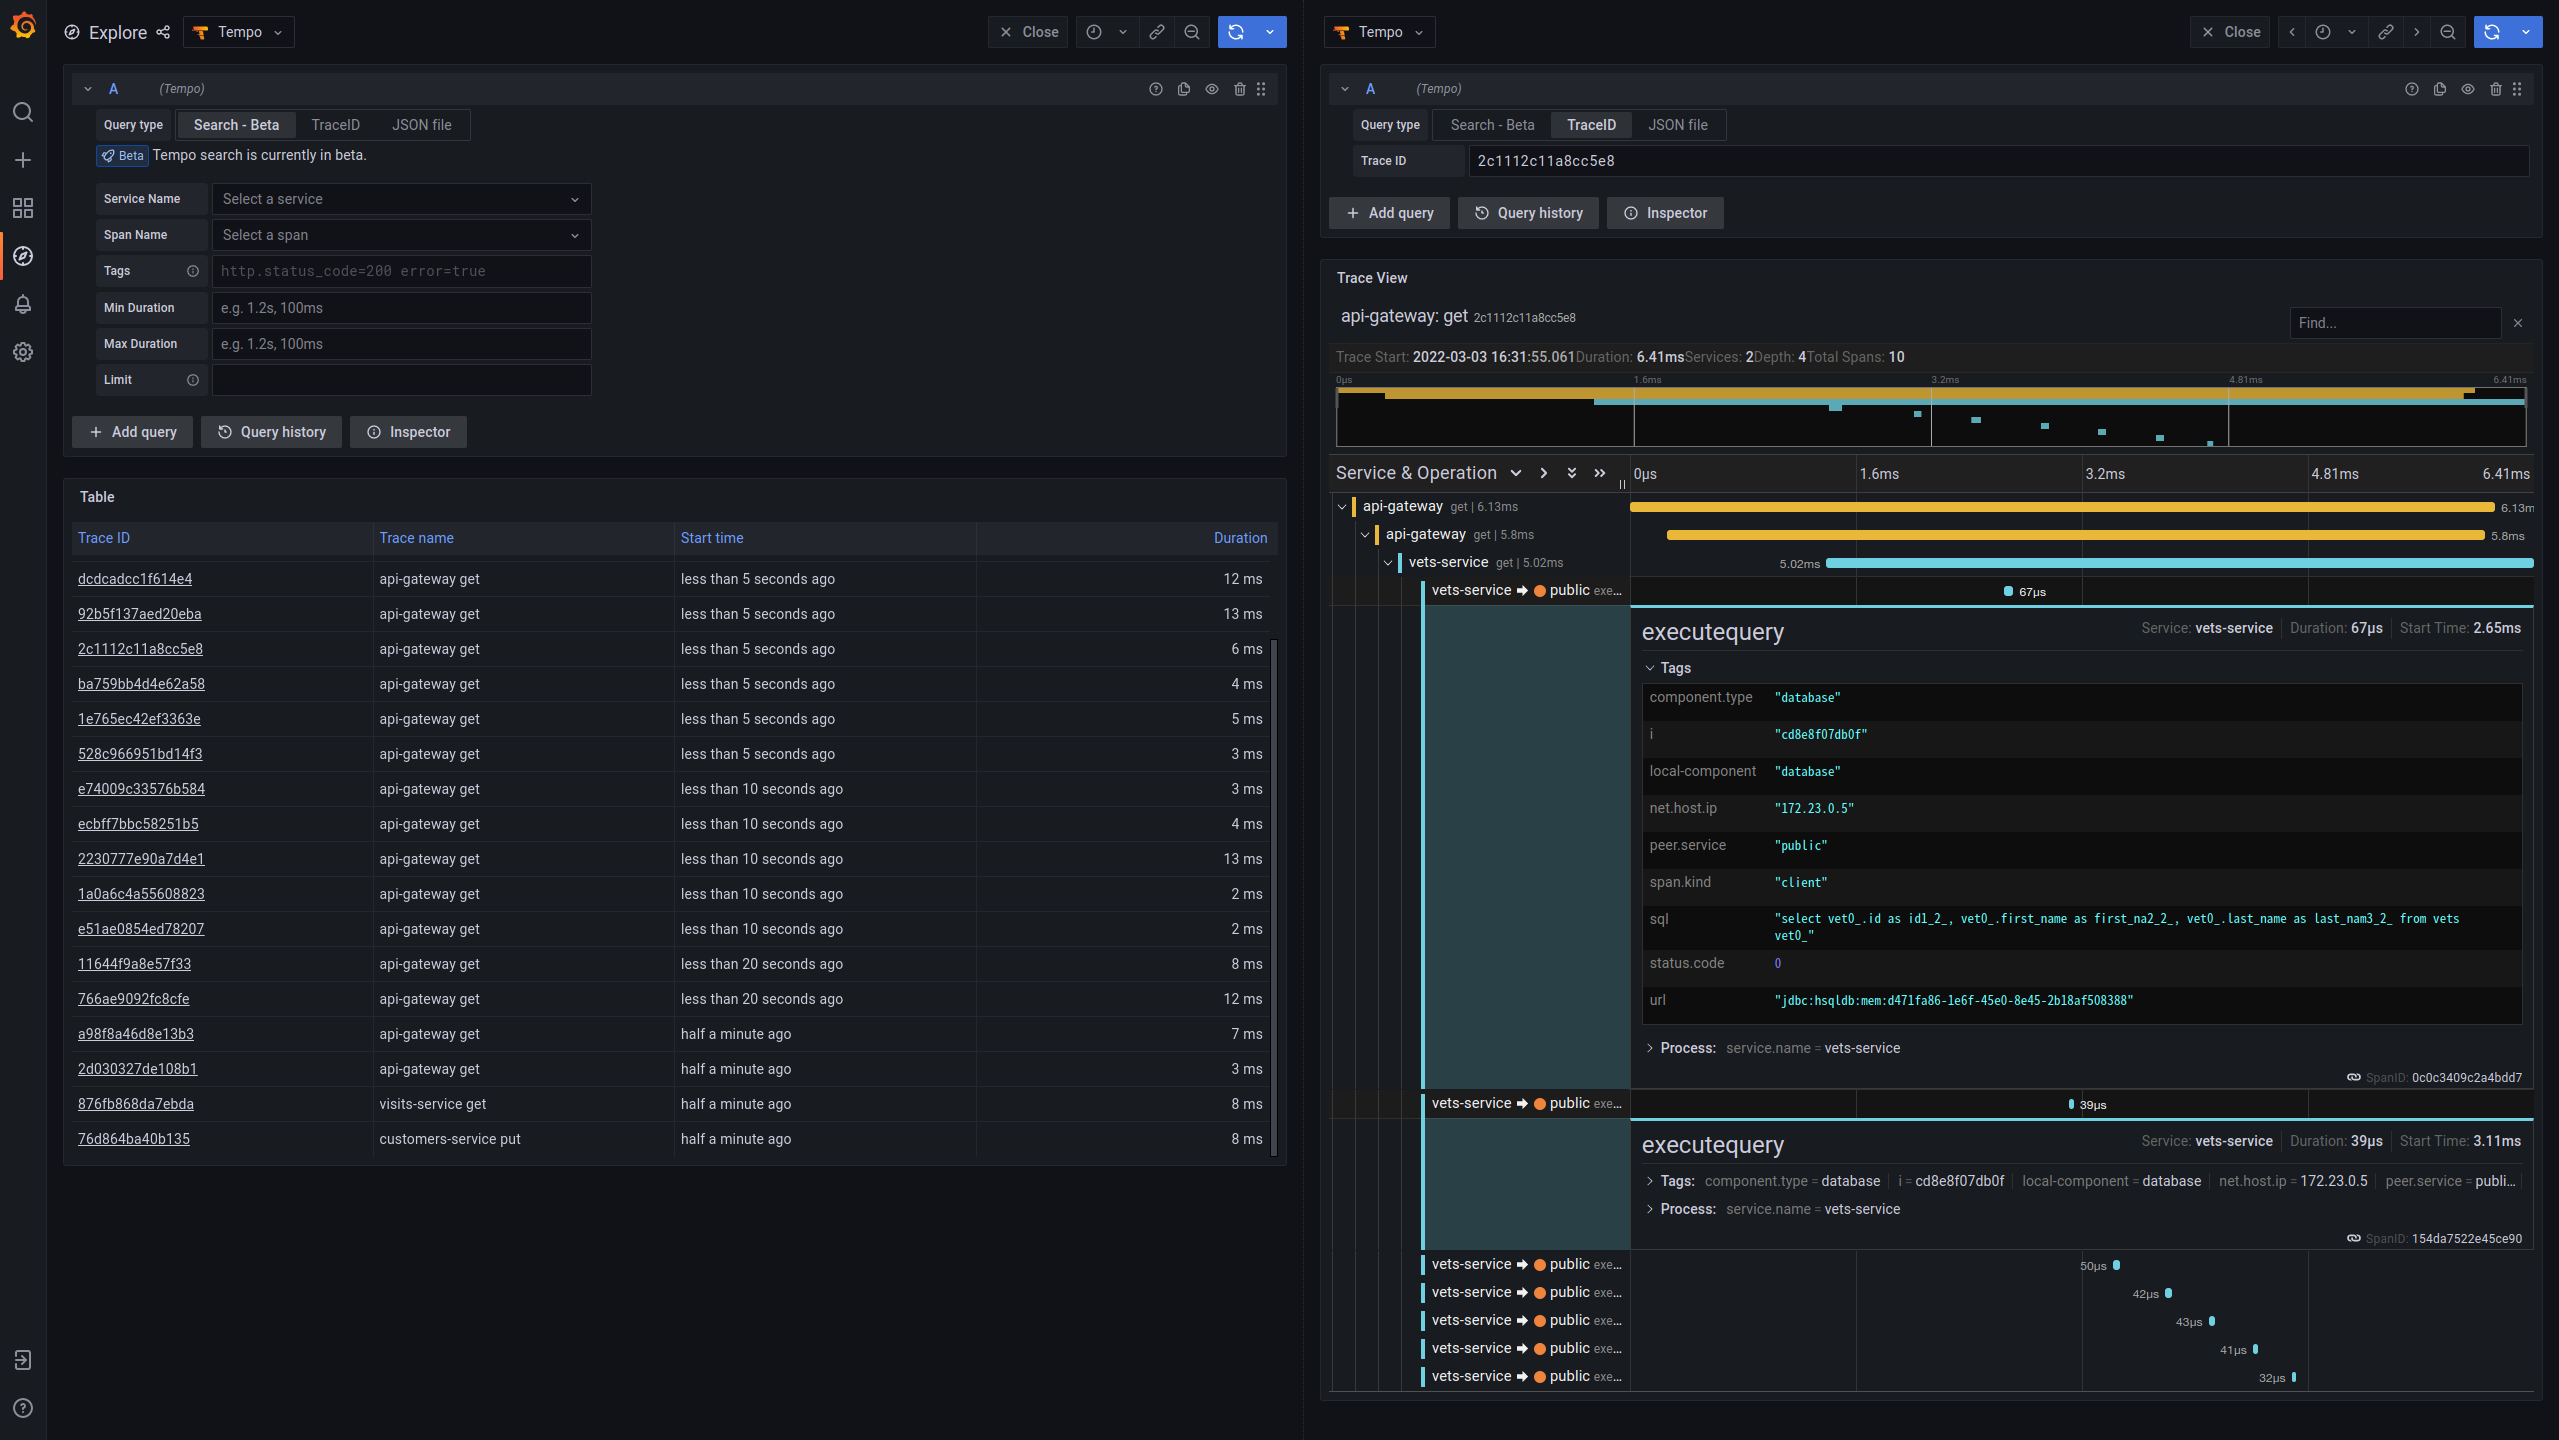 Explore
Tempo
Close
A
(Tempo)
Query type
Search - Beta
TraceID
JSON file
Beta
Tempo search is currently in beta.
Service Name
Select a service
Span Name
Select a span
Tags
http.status_code=200 error=true
Min Duration
e.g. 1.2s, 100ms
Max Duration
e.g. 1.2s, 100ms
Limit
Add query
Query history
Inspector
Table
Trace ID Trace name Start time Duration
dcdcadcc1f614e4 api-gateway get less than 5 seconds ago 12 ms
92b5f137aed20eba api-gateway get less than 5 seconds ago 13 ms
2c1112c11a8cc5e8 api-gateway get less than 5 seconds ago 6 ms
ba759bb4d4e62a58 api-gateway get less than 5 seconds ago 4 ms
1e765ec42ef3363e api-gateway get less than 5 seconds ago 5 ms
528c966951bd14f3 api-gateway get less than 5 seconds ago 3 ms
e74009c33576b584 api-gateway get less than 10 seconds ago 3 ms
ecbff7bbc58251b5 api-gateway get less than 10 seconds ago 4 ms
2230777e90a7d4e1 api-gateway get less than 10 seconds ago 13 ms
1a0a6c4a55608823 api-gateway get less than 10 seconds ago 2 ms
e51ae0854ed78207 api-gateway get less than 10 seconds ago 2 ms
11644f9a8e57f33 api-gateway get less than 20 seconds ago 8 ms
766ae9092fc8cfe api-gateway get less than 20 seconds ago 12 ms
a98f8a46d8e13b3 api-gateway get half a minute ago 7 ms
2d030327de108b1 api-gateway get half a minute ago 3 ms
876fb868da7ebda visits-service get half a minute ago 8 ms
76d864ba40b135 customers-service put half a minute ago 8 ms
Tempo
Close
A
(Tempo)
Query type
Search - Beta
TraceID
JSON file
Trace ID
2c1112c11a8cc5e8
Add query
Query history
Inspector
Trace View
api-gateway: get 2c1112c11a8cc5e8
Find...
Trace Start: 2022-03-03 16:31:55.061Duration: 6.41msServices: 2Depth: 4Total Spans: 10
0μs 1.6ms 3.2ms 4.81ms 6.41ms
Service & Operation
0μs 1.6ms 3.2ms 4.81ms 6.41ms
api-gateway get | 6.13ms 6.13m
api-gateway get | 5.8ms 5.8ms
vets-service get | 5.02ms 5.02ms
vets-service public exe... 67μs
executequery
Service: vets-service Duration: 67μs Start Time: 2.65ms
Tags
component.type "database"
i "cd8e8f07db0f"
local-component "database"
net.host.ip "172.23.0.5"
peer.service "public"
span.kind "client"
sql "select vet0_.id as id1_2_, vet0_.first_name as first_na2_2_, vet0_.last_name as last_nam3_2_ from vets
vet0_"
status.code 0
url "jdbc:hsqldb:mem:d471fa86-1e6f-45e0-8e45-2b18af508388"
Process: service.name = vets-service
SpanID: 0c0c3409c2a4bdd7
vets-service public exe... 39μs
executequery
Service: vets-service Duration: 39μs Start Time: 3.11ms
Tags: component.type = database i = cd8e8f07db0f local-component = database net.host.ip = 172.23.0.5 peer.service = publi...
Process: service.name = vets-service
SpanID: 154da7522e45ce90
vets-service public exe... 50μs
vets-service public exe... 42μs
vets-service public exe... 43μs
vets-service public exe... 41μs
vets-service public exe... 32μs